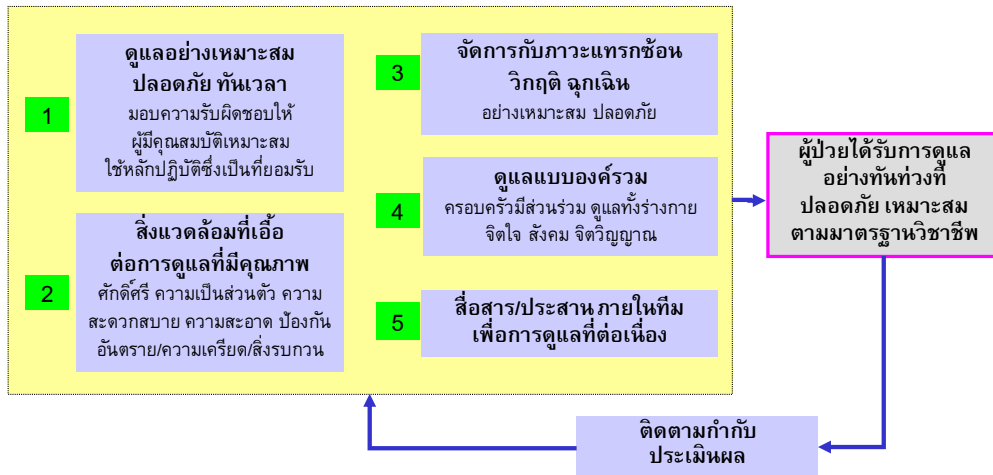 1
ดูแลอย่างเหมาะสม
ปลอดภัย ทันเวลา
มอบความรับผิดชอบให้
ผู้มีคุณสมบัติเหมาะสม
ใช้หลักปฏิบัติซึ่งเป็นที่ยอมรับ
2
สิ่งแวดล้อมที่เอื้อ
ต่อการดูแลที่มีคุณภาพ
ศักดิ์ศรี ความเป็นส่วนตัว ความ
สะดวกสบาย ความสะอาด ป้องกัน
อันตราย/ความเครียด/สิ่งรบกวน
3
จัดการกับภาวะแทรกซ้อน
วิกฤติ ฉุกเฉิน
อย่างเหมาะสม ปลอดภัย
4
ดูแลแบบองค์รวม
ครอบครัวมีส่วนร่วม ดูแลทั้งร่างกาย
จิตใจ สังคม จิตวิญญาณ
5
สื่อสาร/ประสาน ภายในทีม
เพื่อการดูแลที่ต่อเนื่อง
ผู้ป่วยได้รับการดูแล
อย่างทันท่วงที
ปลอดภัย เหมาะสม
ตามมาตรฐานวิชาชีพ
ติดตามกำกับ
ประเมินผล